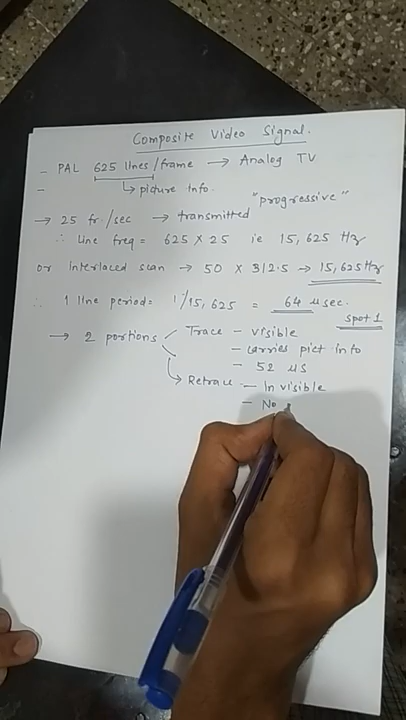 Composite Video Signal.
- PAL 625 lines/frame → Analog TV
- ↳ picture Info.
→ 25 fr./sec → transmitted "progressive"
∴ Line freq = 625 X 25 ie 15,625 Hz
or Interlaced scan → 50 X 312.5 → 15,625Hz
∴ 1 line period = 1/15,625 = 64 μsec.
spot 1
→ 2 portions Trace - visible
- carries pict info
- 52 μs
→ Retrace - Invisible
- No